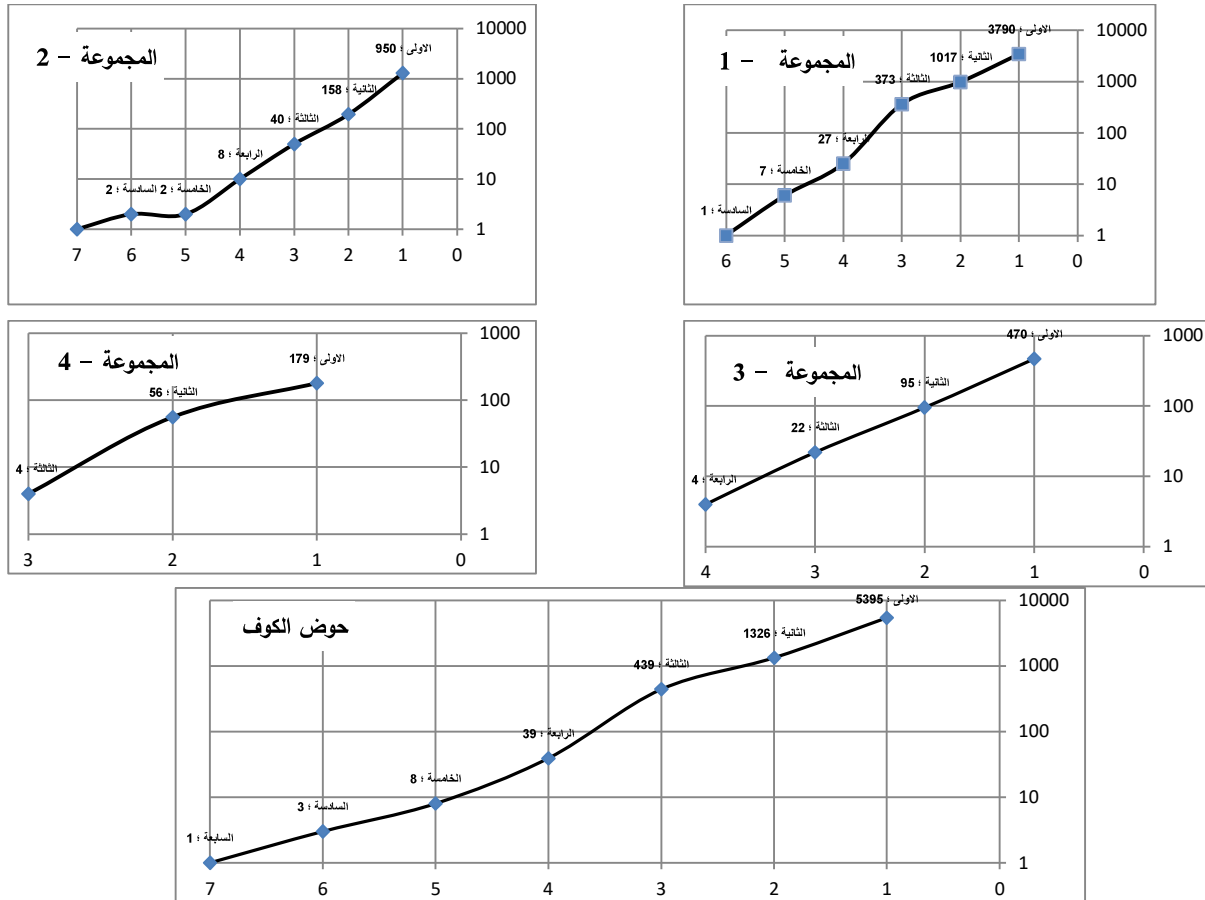 المجموعة - 1
10000
1000
100
10
1
الاولى ؛ 3790
الثانية ؛ 1017
الثالثة ؛ 373
الرابعة ؛ 27
الخامسة ؛ 7
السادسة ؛ 1
0 1 2 3 4 5 6
المجموعة - 2
10000
1000
100
10
1
الاولى ؛ 950
الثانية ؛ 158
الثالثة ؛ 40
الرابعة ؛ 8
الخامسة ؛ 2
السادسة ؛ 2
0 1 2 3 4 5 6 7
المجموعة - 3
1000
100
10
1
الاولى ؛ 470
الثانية ؛ 95
الثالثة ؛ 22
الرابعة ؛ 4
0 1 2 3 4
المجموعة - 4
1000
100
10
1
الاولى ؛ 179
الثانية ؛ 56
الثالثة ؛ 4
0 1 2 3
حوض الكوف
10000
1000
100
10
1
الاولى ؛ 5395
الثانية ؛ 1326
الثالثة ؛ 439
الرابعة ؛ 39
الخامسة ؛ 8
السادسة ؛ 3
السابعة ؛ 1
0 1 2 3 4 5 6 7